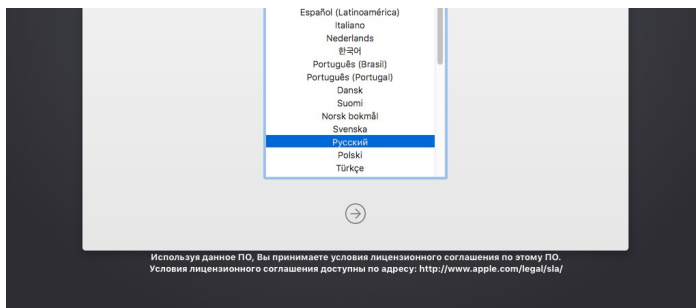 Español (Latinoamérica)
Italiano
Nederlands
한국어
Português (Brasil)
Português (Portugal)
Dansk
Suomi
Norsk bokmål
Svenska
Русский
Polski
Türkçe
Используя данное ПО, Вы принимаете условия лицензионного соглашения по этому ПО.
Условия лицензионного соглашения доступны по адресу: http://www.apple.com/legal/sla/